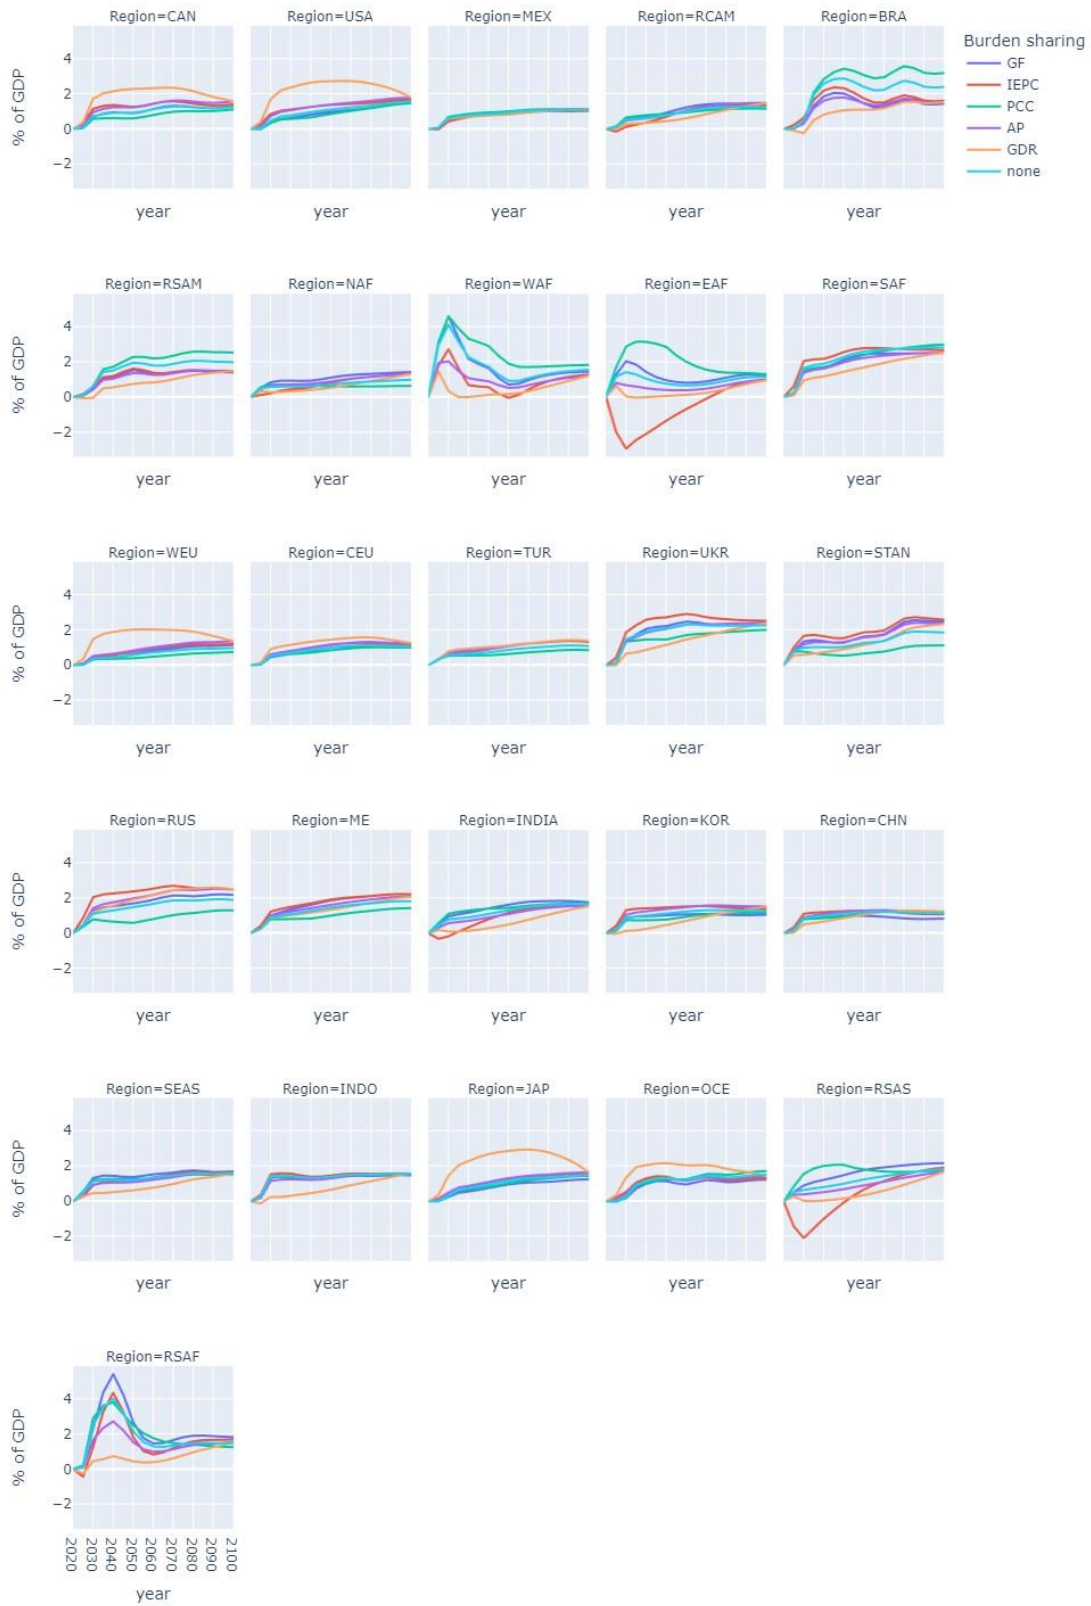 Region=CAN Region=USA Region=MEX Region=RCAM Region=BRA
Burden sharing
GF
IEPC
PCC
AP
GDR
none
4
2
0
−2
% of GDP
year year year year year
Region=RSAM Region=NAF Region=WAF Region=EAF Region=SAF
4
2
0
−2
% of GDP
year year year year year
Region=WEU Region=CEU Region=TUR Region=UKR Region=STAN
4
2
0
−2
% of GDP
year year year year year
Region=RUS Region=ME Region=INDIA Region=KOR Region=CHN
4
2
0
−2
% of GDP
year year year year year
Region=SEAS Region=INDO Region=JAP Region=OCE Region=RSAS
4
2
0
−2
% of GDP
year year year year year
Region=RSAF
4
2
0
−2
% of GDP
2020 2030 2040 2050 2060 2070 2080 2090 2100
year